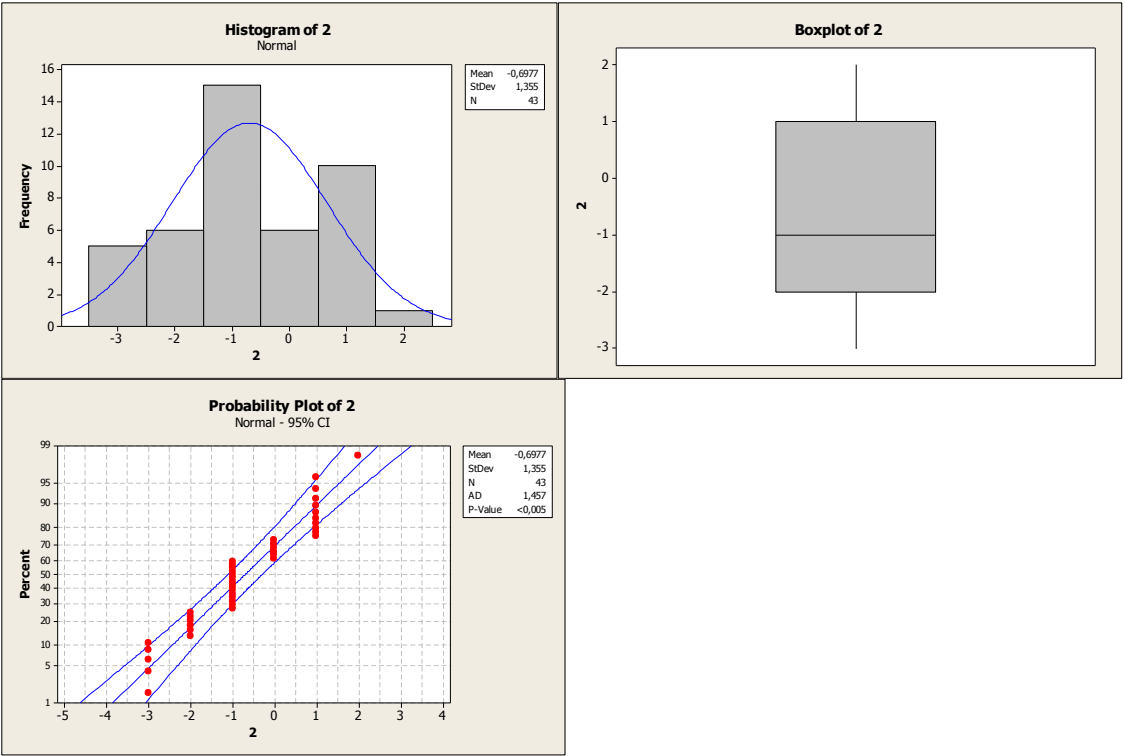 Histogram of 2
Normal
Mean -0,6977
StDev 1,355
N 43
Frequency
16
14
12
10
8
6
4
2
0
-3 -2 -1 0 1 2
2
Boxplot of 2
2
2
1
0
-1
-2
-3
Probability Plot of 2
Normal - 95% CI
Mean -0,6977
StDev 1,355
N 43
AD 1,457
P-Value <0,005
Percent
99
95
90
80
70
60
50
40
30
20
10
5
1
-5 -4 -3 -2 -1 0 1 2 3 4
2